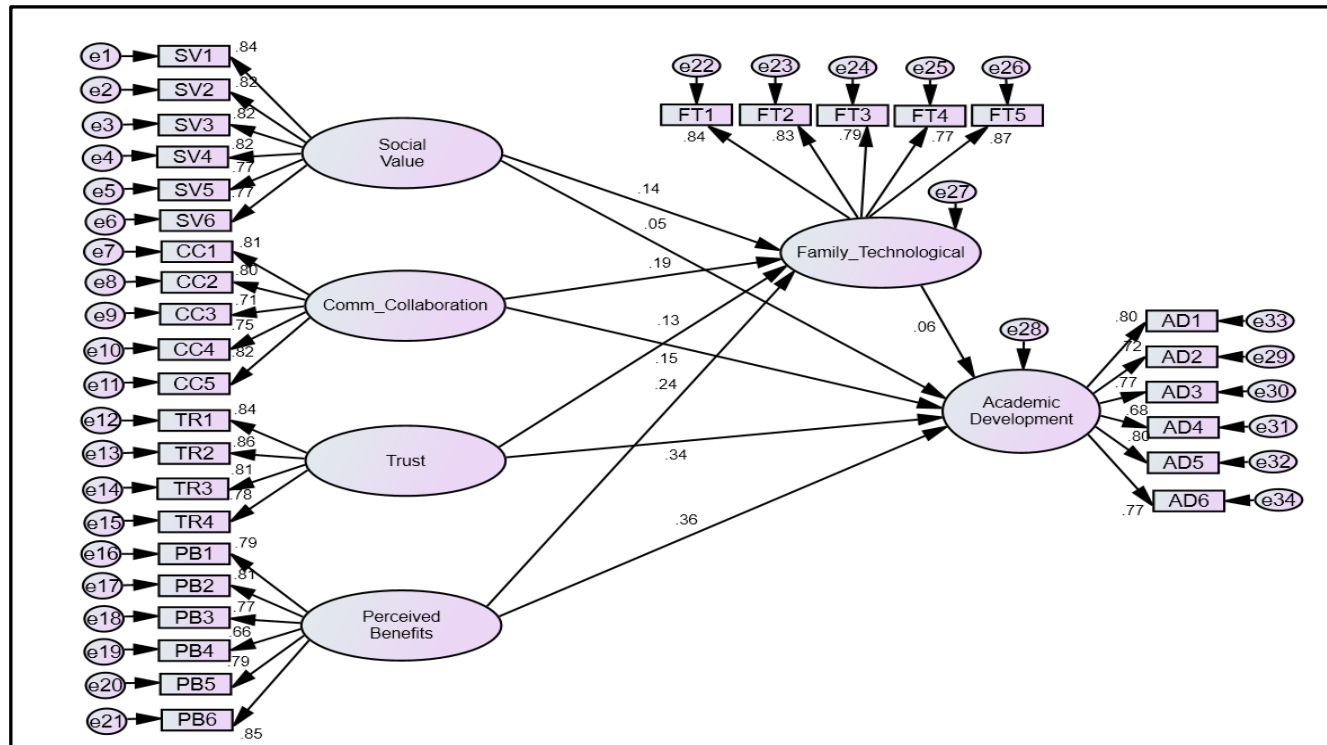 e1 SV1 .84
e2 SV2 .82
e3 SV3 .82
e4 SV4 .82
e5 SV5 .77
e6 SV6 .77
Social
Value
e7 CC1 .81
e8 CC2 .80
e9 CC3 .71
e10 CC4 .75
e11 CC5 .82
Comm_Collaboration
e12 TR1 .84
e13 TR2 .86
e14 TR3 .81
e15 TR4 .78
Trust
e16 PB1 .79
e17 PB2 .81
e18 PB3 .77
e19 PB4 .66
e20 PB5 .79
e21 PB6 .85
Perceived
Benefits
.14
.05
.19
.13
.15
.24
.34
.36
e22 e23 e24 e25 e26
FT1 FT2 FT3 FT4 FT5
.84 .83 .79 .77 .87
e27
Family_Technological
.06
e28
Academic
Development
.80 AD1 e33
.72 AD2 e29
.77 AD3 e30
.68 AD4 e31
.80 AD5 e32
.77 AD6 e34